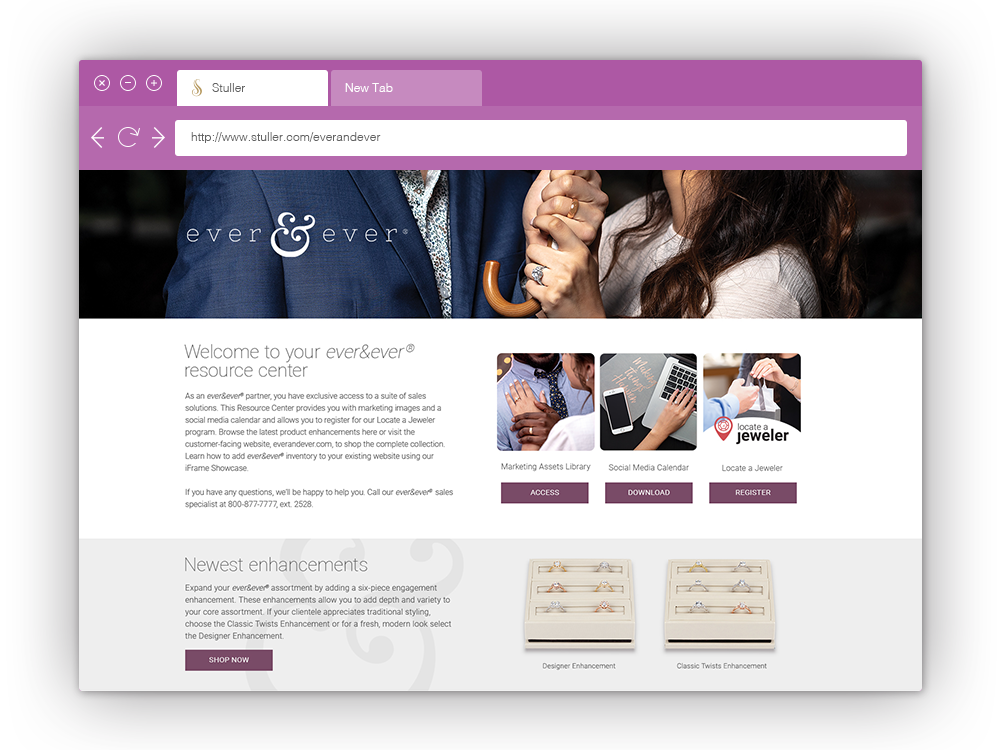 Stuller
New Tab
http://www.stuller.com/everandever
ever & ever®
Welcome to your ever&ever®
resource center
As an ever&ever® partner, you have exclusive access to a suite of sales
solutions. This Resource Center provides you with marketing images and a
social media calendar and allows you to register for our Locate a Jeweler
program. Browse the latest product enhancements here or visit the
customer-facing website, everandever.com, to shop the complete collection.
Learn how to add ever&ever® inventory to your existing website using our
iFrame Showcase.
If you have any questions, we'll be happy to help you. Call our ever&ever® sales
specialist at 800-877-7777, ext. 2528.
Making
Things
locate a
jeweler
Marketing Assets Library
Social Media Calendar
Locate a Jeweler
ACCESS
DOWNLOAD
REGISTER
Newest enhancements
Expand your ever&ever® assortment by adding a six-piece engagement
enhancement. These enhancements allow you to add depth and variety to
your core assortment. If your clientele appreciates traditional styling,
choose the Classic Twists Enhancement or for a fresh, modern look select
the Designer Enhancement.
SHOP NOW
Designer Enhancement
Classic Twists Enhancement
&